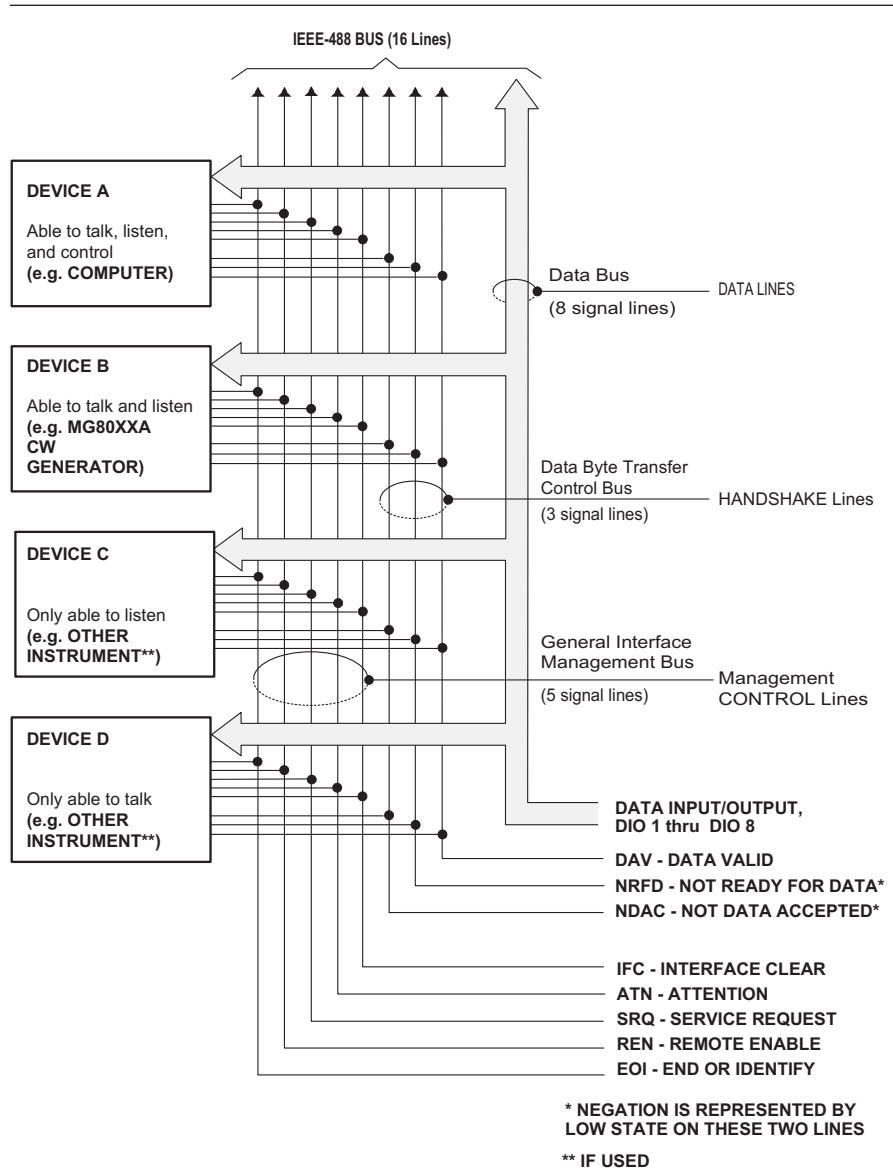 IEEE-488 BUS (16 Lines)
DEVICE A
Able to talk, listen,
and control
(e.g. COMPUTER)
Data Bus
(8 signal lines)
DATA LINES
DEVICE B
Able to talk and listen
(e.g. MG80XXA
CW
GENERATOR)
Data Byte Transfer
Control Bus
(3 signal lines)
HANDSHAKE Lines
DEVICE C
Only able to listen
(e.g. OTHER
INSTRUMENT**)
General Interface
Management Bus
(5 signal lines)
Management
CONTROL Lines
DEVICE D
Only able to talk
(e.g. OTHER
INSTRUMENT**)
DATA INPUT/OUTPUT,
DIO 1 thru DIO 8
DAV - DATA VALID
NRFD - NOT READY FOR DATA*
NDAC - NOT DATA ACCEPTED*
IFC - INTERFACE CLEAR
ATN - ATTENTION
SRQ - SERVICE REQUEST
REN - REMOTE ENABLE
EOI - END OR IDENTIFY
* NEGATION IS REPRESENTED BY
LOW STATE ON THESE TWO LINES
** IF USED